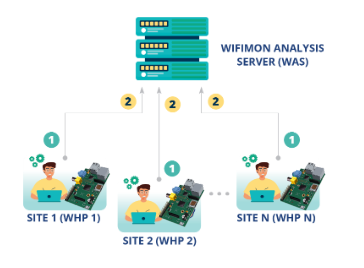 WIFIMON ANALYSIS
SERVER (WAS)
2
2
2
1
1
1
SITE 1 (WHP 1)
SITE 2 (WHP 2)
SITE N (WHP N)